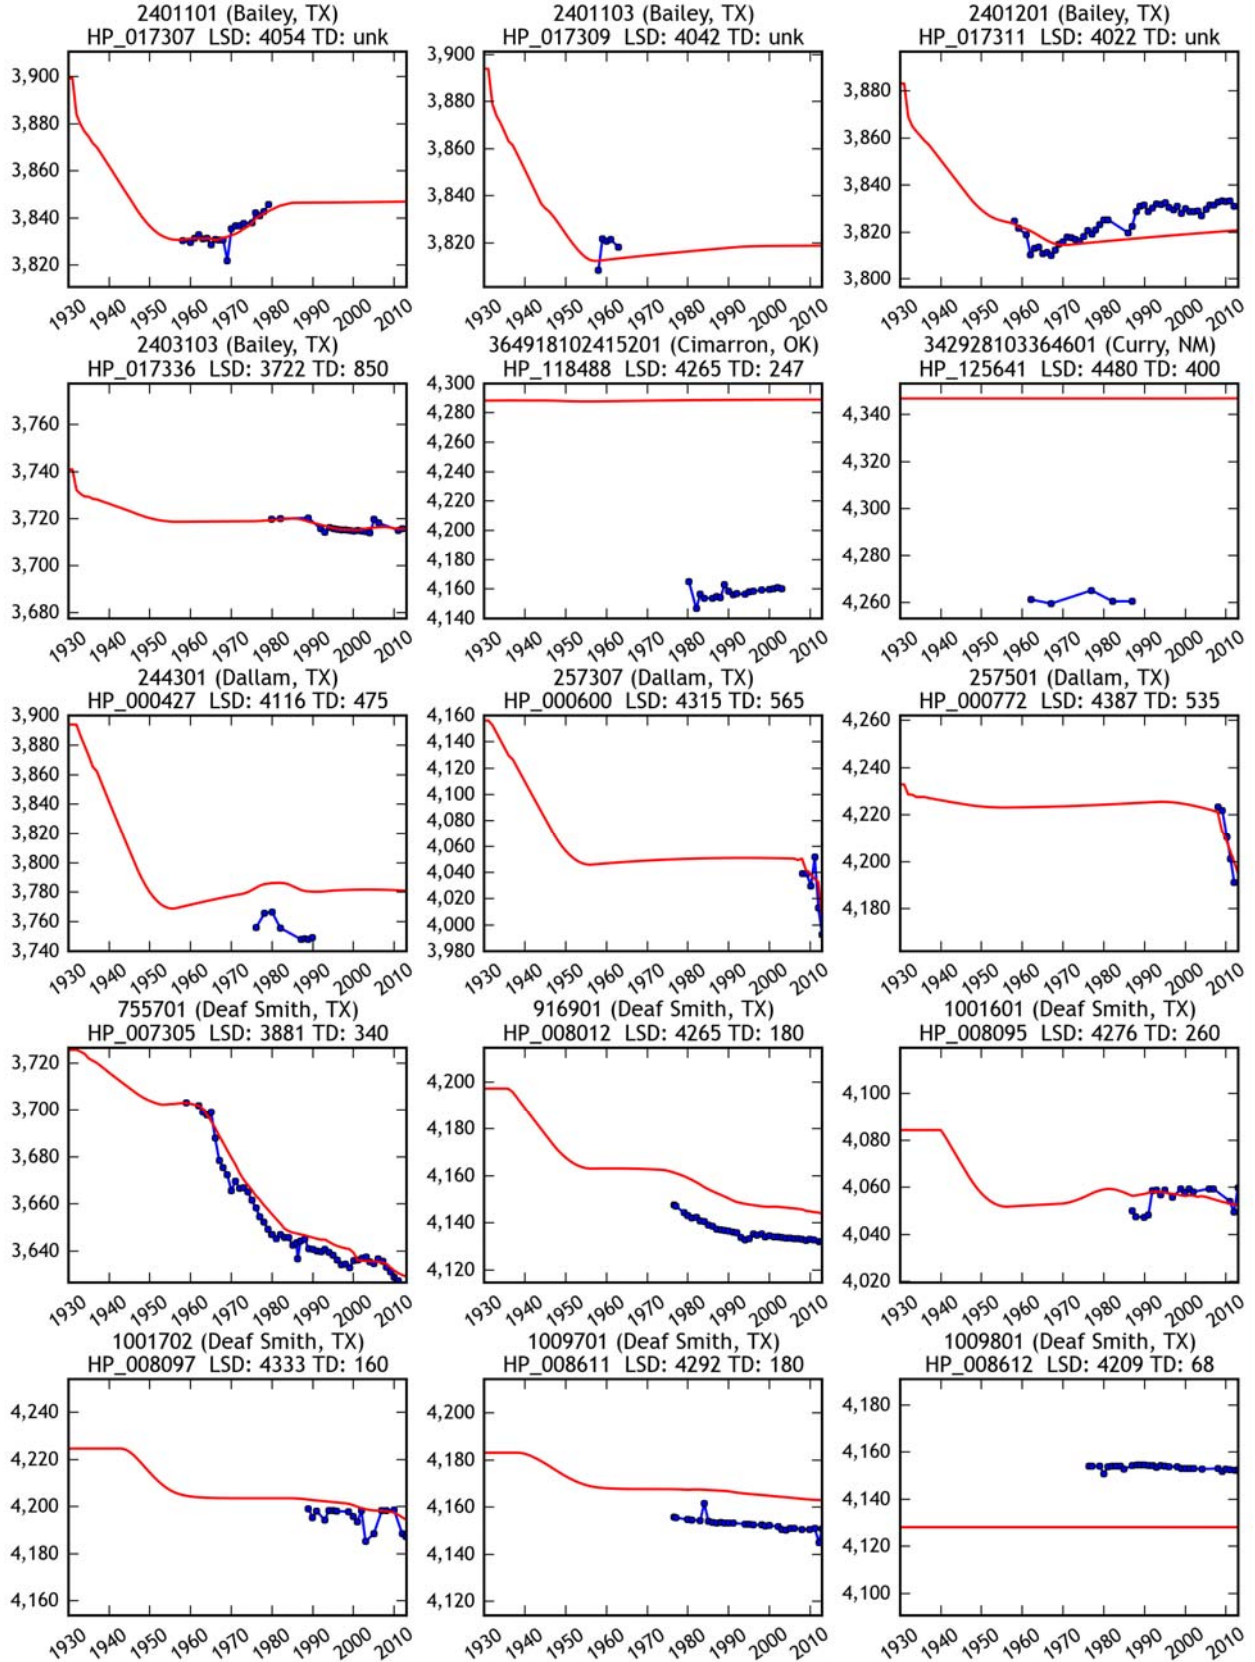 2401101 (Bailey, TX)
HP_017307 LSD: 4054 TD: unk
3,900
3,880
3,860
3,840
3,820
1930 1940 1950 1960 1970 1980 1990 2000 2010
2401103 (Bailey, TX)
HP_017309 LSD: 4042 TD: unk
3,900
3,880
3,860
3,840
3,820
1930 1940 1950 1960 1970 1980 1990 2000 2010
2401201 (Bailey, TX)
HP_017311 LSD: 4022 TD: unk
3,880
3,860
3,840
3,820
3,800
1930 1940 1950 1960 1970 1980 1990 2000 2010
2403103 (Bailey, TX)
HP_017336 LSD: 3722 TD: 850
3,760
3,740
3,720
3,700
3,680
1930 1940 1950 1960 1970 1980 1990 2000 2010
364918102415201 (Cimarron, OK)
HP_118488 LSD: 4265 TD: 247
4,300
4,280
4,260
4,240
4,220
4,200
4,180
4,160
4,140
1930 1940 1950 1960 1970 1980 1990 2000 2010
342928103364601 (Curry, NM)
HP_125641 LSD: 4480 TD: 400
4,340
4,320
4,300
4,280
4,260
1930 1940 1950 1960 1970 1980 1990 2000 2010
244301 (Dallam, TX)
HP_000427 LSD: 4116 TD: 475
3,900
3,880
3,860
3,840
3,820
3,800
3,780
3,760
3,740
1930 1940 1950 1960 1970 1980 1990 2000 2010
257307 (Dallam, TX)
HP_000600 LSD: 4315 TD: 565
4,160
4,140
4,120
4,100
4,080
4,060
4,040
4,020
4,000
3,980
1930 1940 1950 1960 1970 1980 1990 2000 2010
257501 (Dallam, TX)
HP_000772 LSD: 4387 TD: 535
4,260
4,240
4,220
4,200
4,180
1930 1940 1950 1960 1970 1980 1990 2000 2010
755701 (Deaf Smith, TX)
HP_007305 LSD: 3881 TD: 340
3,720
3,700
3,680
3,660
3,640
1930 1940 1950 1960 1970 1980 1990 2000 2010
916901 (Deaf Smith, TX)
HP_008012 LSD: 4265 TD: 180
4,200
4,180
4,160
4,140
4,120
1930 1940 1950 1960 1970 1980 1990 2000 2010
1001601 (Deaf Smith, TX)
HP_008095 LSD: 4276 TD: 260
4,100
4,080
4,060
4,040
4,020
1930 1940 1950 1960 1970 1980 1990 2000 2010
1001702 (Deaf Smith, TX)
HP_008097 LSD: 4333 TD: 160
4,240
4,220
4,200
4,180
4,160
1930 1940 1950 1960 1970 1980 1990 2000 2010
1009701 (Deaf Smith, TX)
HP_008611 LSD: 4292 TD: 180
4,200
4,180
4,160
4,140
4,120
1930 1940 1950 1960 1970 1980 1990 2000 2010
1009801 (Deaf Smith, TX)
HP_008612 LSD: 4209 TD: 68
4,180
4,160
4,140
4,120
4,100
1930 1940 1950 1960 1970 1980 1990 2000 2010